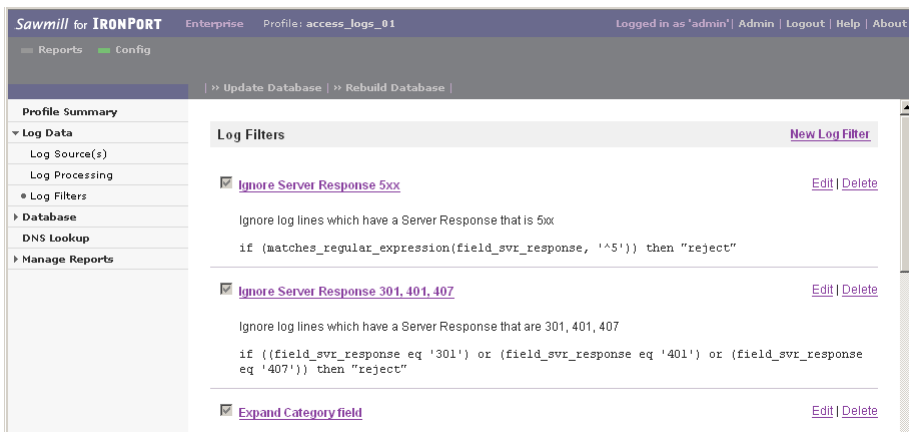 Sawmill for IRONPORT Enterprise Profile: access_logs_01 Logged in as 'admin'| Admin | Logout | Help | About
Reports Config
| » Update Database | » Rebuild Database |
Profile Summary
Log Data
Log Source(s)
Log Processing
Log Filters
Database
DNS Lookup
Manage Reports
Log Filters New Log Filter
Ignore Server Response 5xx Edit | Delete
Ignore log lines which have a Server Response that is 5xx
if (matches_regular_expression(field_svr_response, '^5')) then "reject"
Ignore Server Response 301, 401, 407 Edit | Delete
Ignore log lines which have a Server Response that are 301, 401, 407
if ((field_svr_response eq '301') or (field_svr_response eq '401') or (field_svr_response
eq '407')) then "reject"
Expand Category field Edit | Delete